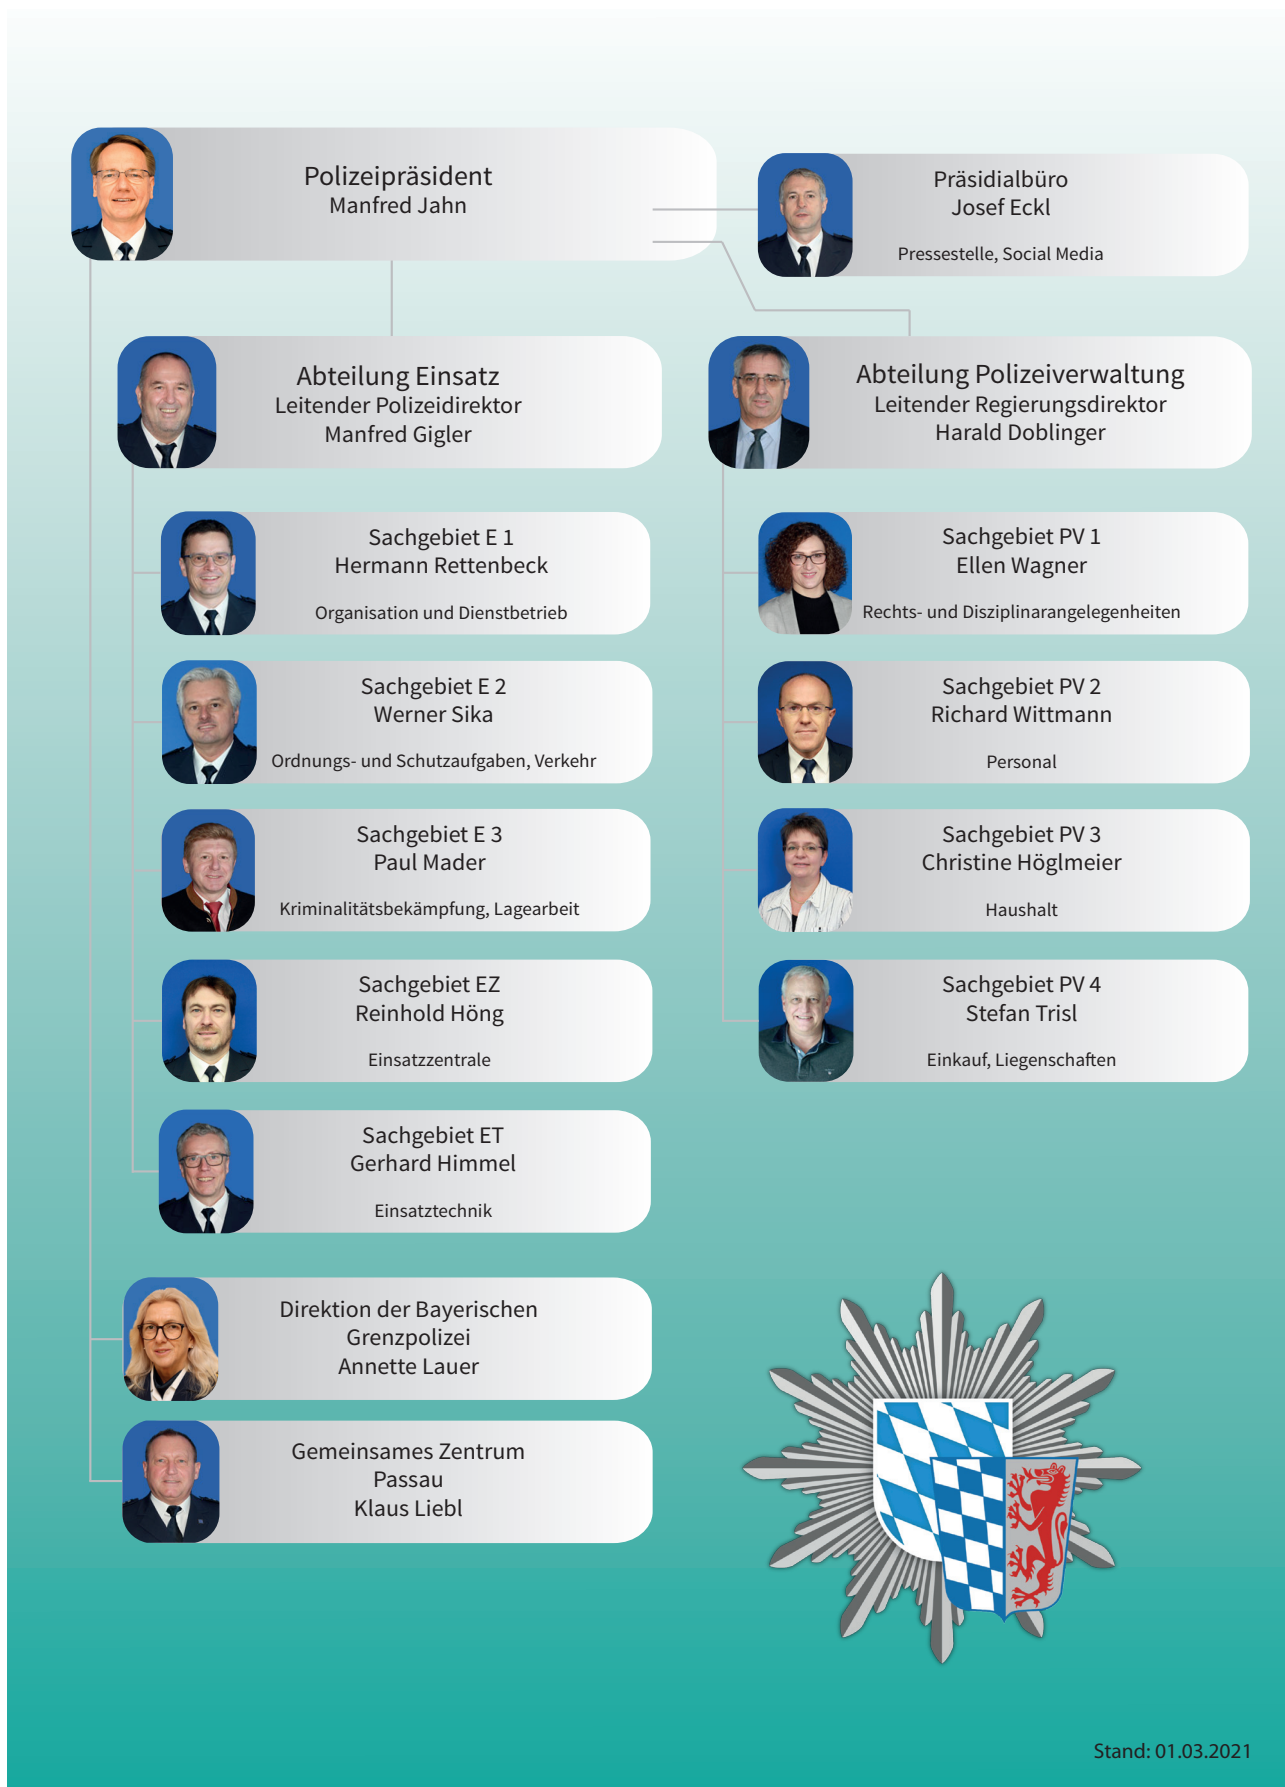 Polizeipräsident
Manfred Jahn
Präsidialbüro
Josef Eckl
Pressestelle, Social Media
Abteilung Einsatz
Leitender Polizeidirektor
Manfred Gigler
Abteilung Polizeiverwaltung
Leitender Regierungsdirektor
Harald Doblinger
Sachgebiet E 1
Hermann Rettenbeck
Organisation und Dienstbetrieb
Sachgebiet E 2
Werner Sika
Ordnungs- und Schutzaufgaben, Verkehr
Sachgebiet E 3
Paul Mader
Kriminalitätsbekämpfung, Lagearbeit
Sachgebiet EZ
Reinhold Höng
Einsatzzentrale
Sachgebiet ET
Gerhard Himmel
Einsatztechnik
Sachgebiet PV 1
Ellen Wagner
Rechts- und Disziplinarangelegenheiten
Sachgebiet PV 2
Richard Wittmann
Personal
Sachgebiet PV 3
Christine Höglmeier
Haushalt
Sachgebiet PV 4
Stefan Trisl
Einkauf, Liegenschaften
Direktion der Bayerischen
Grenzpolizei
Annette Lauer
Gemeinsames Zentrum
Passau
Klaus Liebl
Stand: 01.03.2021